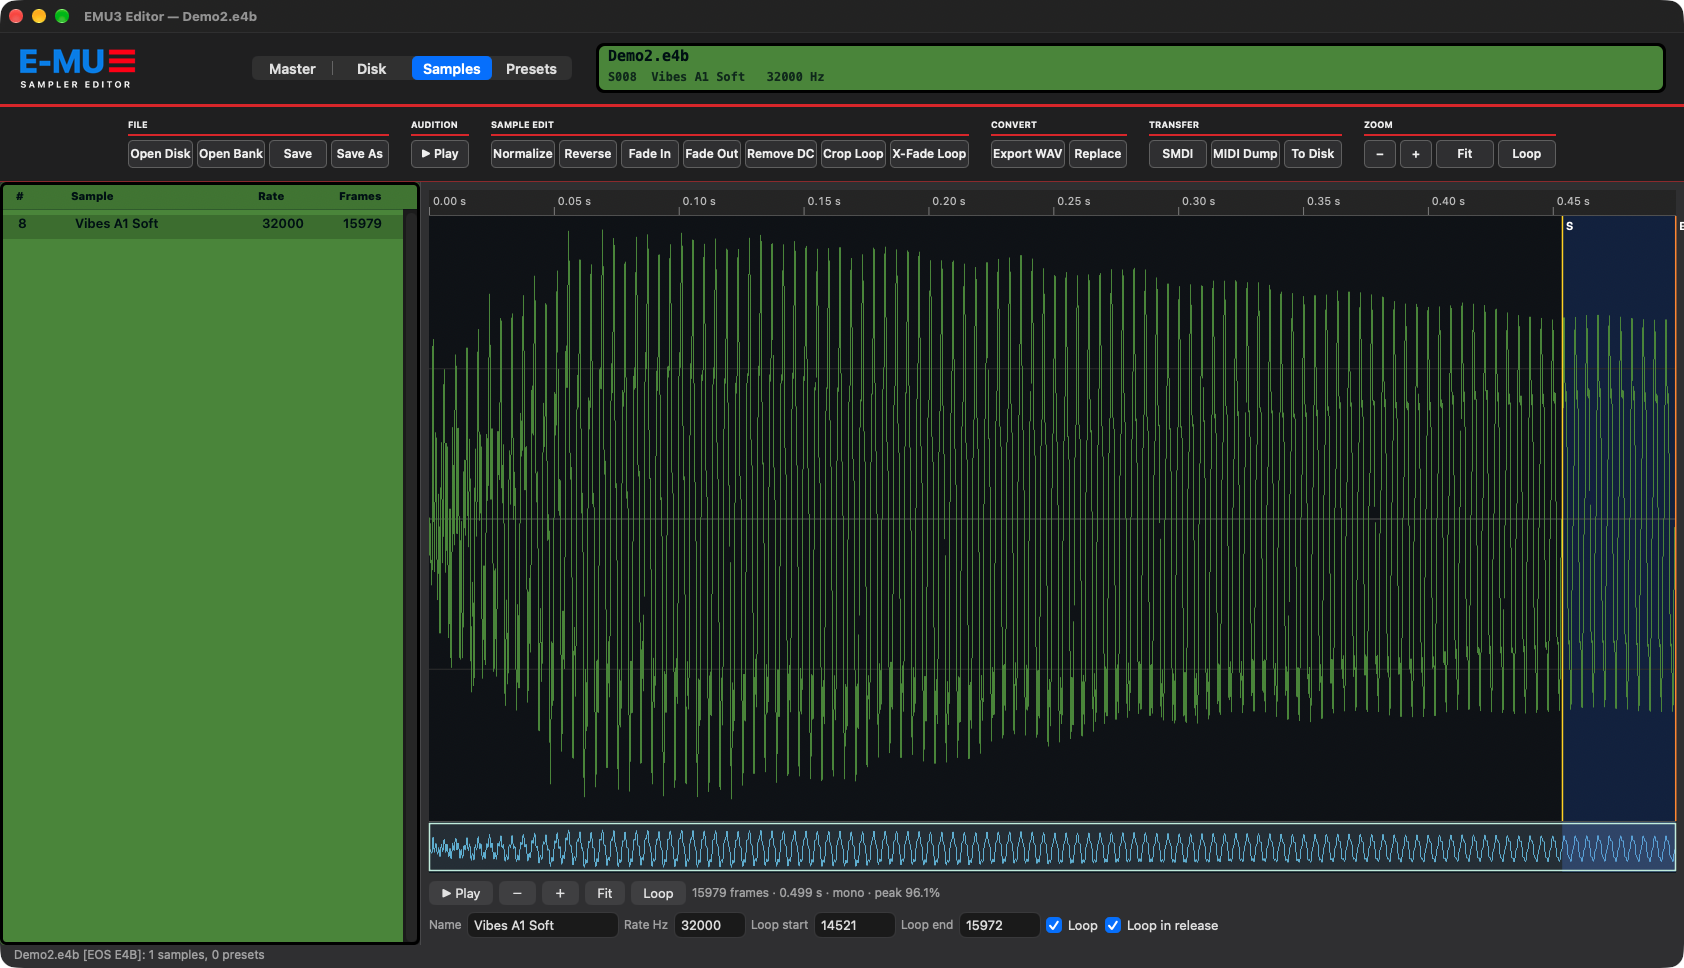 EMU3 Editor — Demo2.e4b
E-MU
SAMPLER EDITOR
Master Disk Samples Presets
Demo2.e4b
S008 Vibes A1 Soft 32000 Hz
FILE AUDITION SAMPLE EDIT CONVERT TRANSFER ZOOM
Open Disk Open Bank Save Save As Play Normalize Reverse Fade In Fade Out Remove DC Crop Loop X-Fade Loop Export WAV Replace SMDI MIDI Dump To Disk − + Fit Loop
# Sample Rate Frames
8 Vibes A1 Soft 32000 15979
0.00 s 0.05 s 0.10 s 0.15 s 0.20 s 0.25 s 0.30 s 0.35 s 0.40 s 0.45 s
S E
Play − + Fit Loop 15979 frames · 0.499 s · mono · peak 96.1%
Name Vibes A1 Soft Rate Hz 32000 Loop start 14521 Loop end 15972 Loop Loop in release
Demo2.e4b [EOS E4B]: 1 samples, 0 presets